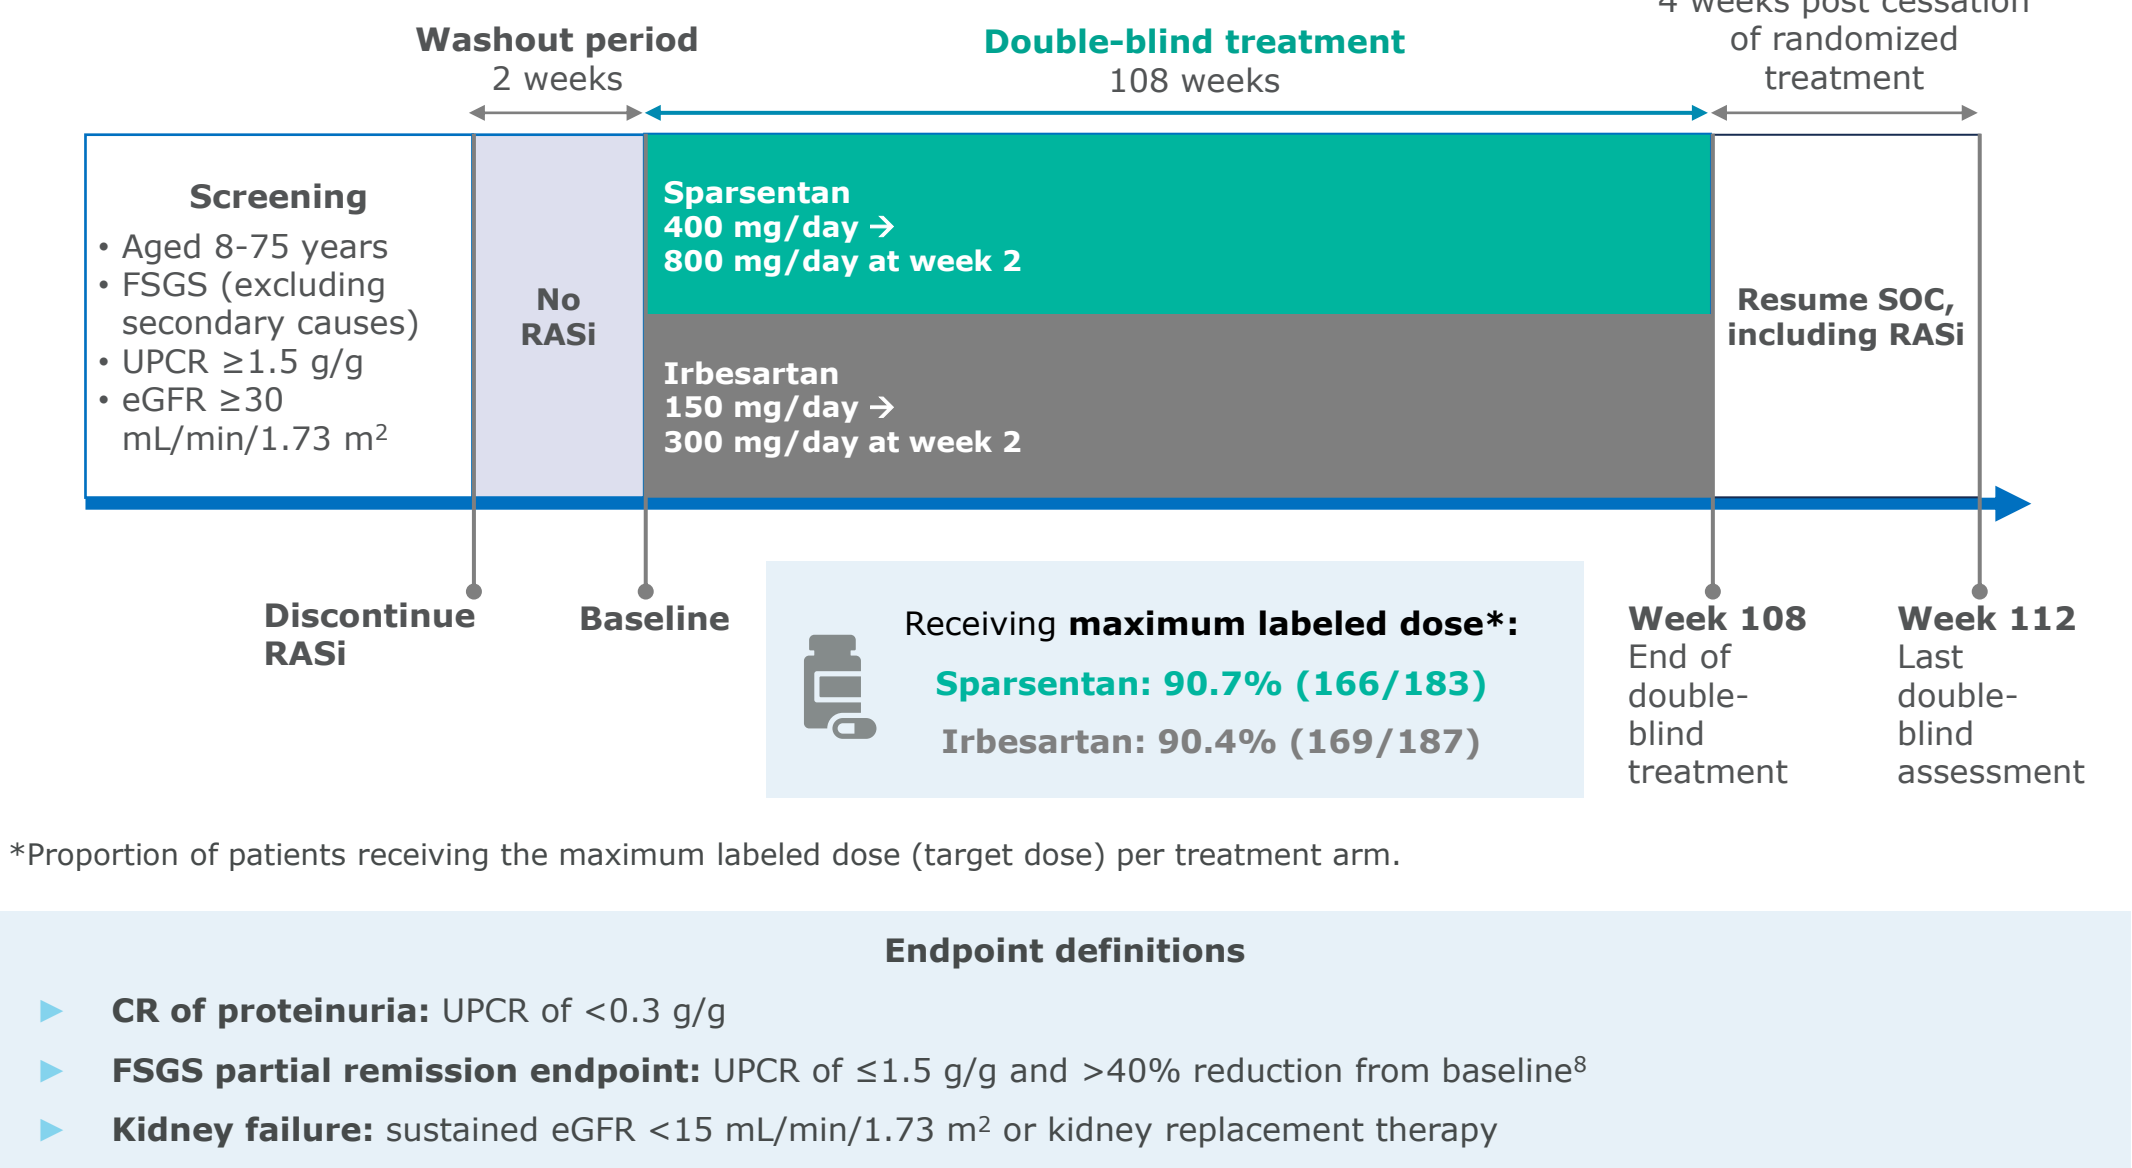 Washout period
2 weeks
Double-blind treatment
108 weeks
4 weeks post cessation
of randomized
treatment
Screening
• Aged 8-75 years
• FSGS (excluding
secondary causes)
• UPCR ≥1.5 g/g
• eGFR ≥30
mL/min/1.73 m²
No
RASi
Sparsentan
400 mg/day →
800 mg/day at week 2
Irbesartan
150 mg/day →
300 mg/day at week 2
Resume SOC,
including RASi
Discontinue
RASi
Baseline
Receiving maximum labeled dose*:
Sparsentan: 90.7% (166/183)
Irbesartan: 90.4% (169/187)
Week 108
End of
double-
blind
treatment
Week 112
Last
double-
blind
assessment
*Proportion of patients receiving the maximum labeled dose (target dose) per treatment arm.
Endpoint definitions
► CR of proteinuria: UPCR of <0.3 g/g
► FSGS partial remission endpoint: UPCR of ≤1.5 g/g and >40% reduction from baseline⁸
► Kidney failure: sustained eGFR <15 mL/min/1.73 m² or kidney replacement therapy